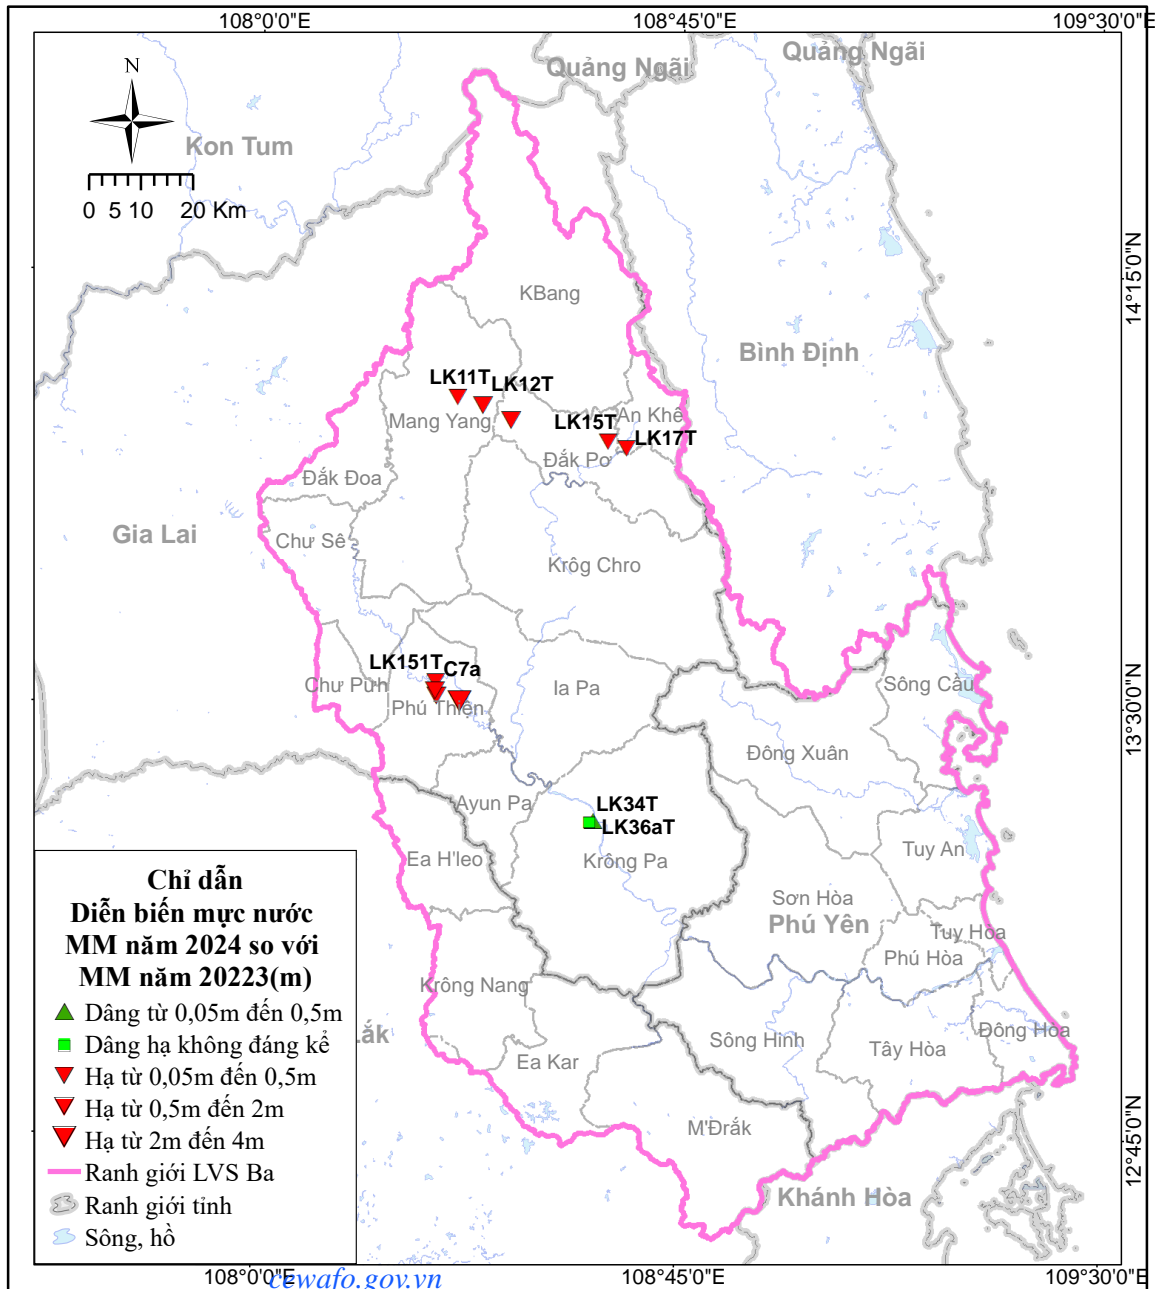 108°0'0"E
108°45'0"E
109°30'0"E
Quảng Ngãi
Quảng Ngãi
N
Kon Tum
0 5 10 20 Km
14°15'0"N
KBang
Bình Định
LK11T
LK12T
Mang Yang
An Khê
LK15T
LK17T
Đắk Pơ
Đắk Đoa
Gia Lai
Chư Sê
Krôg Chro
LK151T
C7a
Chư Pưh
Phú Thiện
Ia Pa
Sông Cầu
13°30'0"N
Đồng Xuân
Ayun Pa
LK34T
LK36aT
Krông Pa
Ea H'leo
Tuy An
Sơn Hòa
Phú Yên
Tuy Hòa
Phú Hòa
Krông Nang
Đông Hòa
Sông Hinh
Tây Hòa
Ea Kar
ắk
M'Đrắk
12°45'0"N
Khánh Hòa
Chỉ dẫn
Diễn biến mực nước
MM năm 2024 so với
MM năm 20223(m)
Dâng từ 0,05m đến 0,5m
Dâng hạ không đáng kể
Hạ từ 0,05m đến 0,5m
Hạ từ 0,5m đến 2m
Hạ từ 2m đến 4m
Ranh giới LVS Ba
Ranh giới tỉnh
Sông, hồ
108°0'0"E
108°45'0"E
109°30'0"E
cewafo.gov.vn